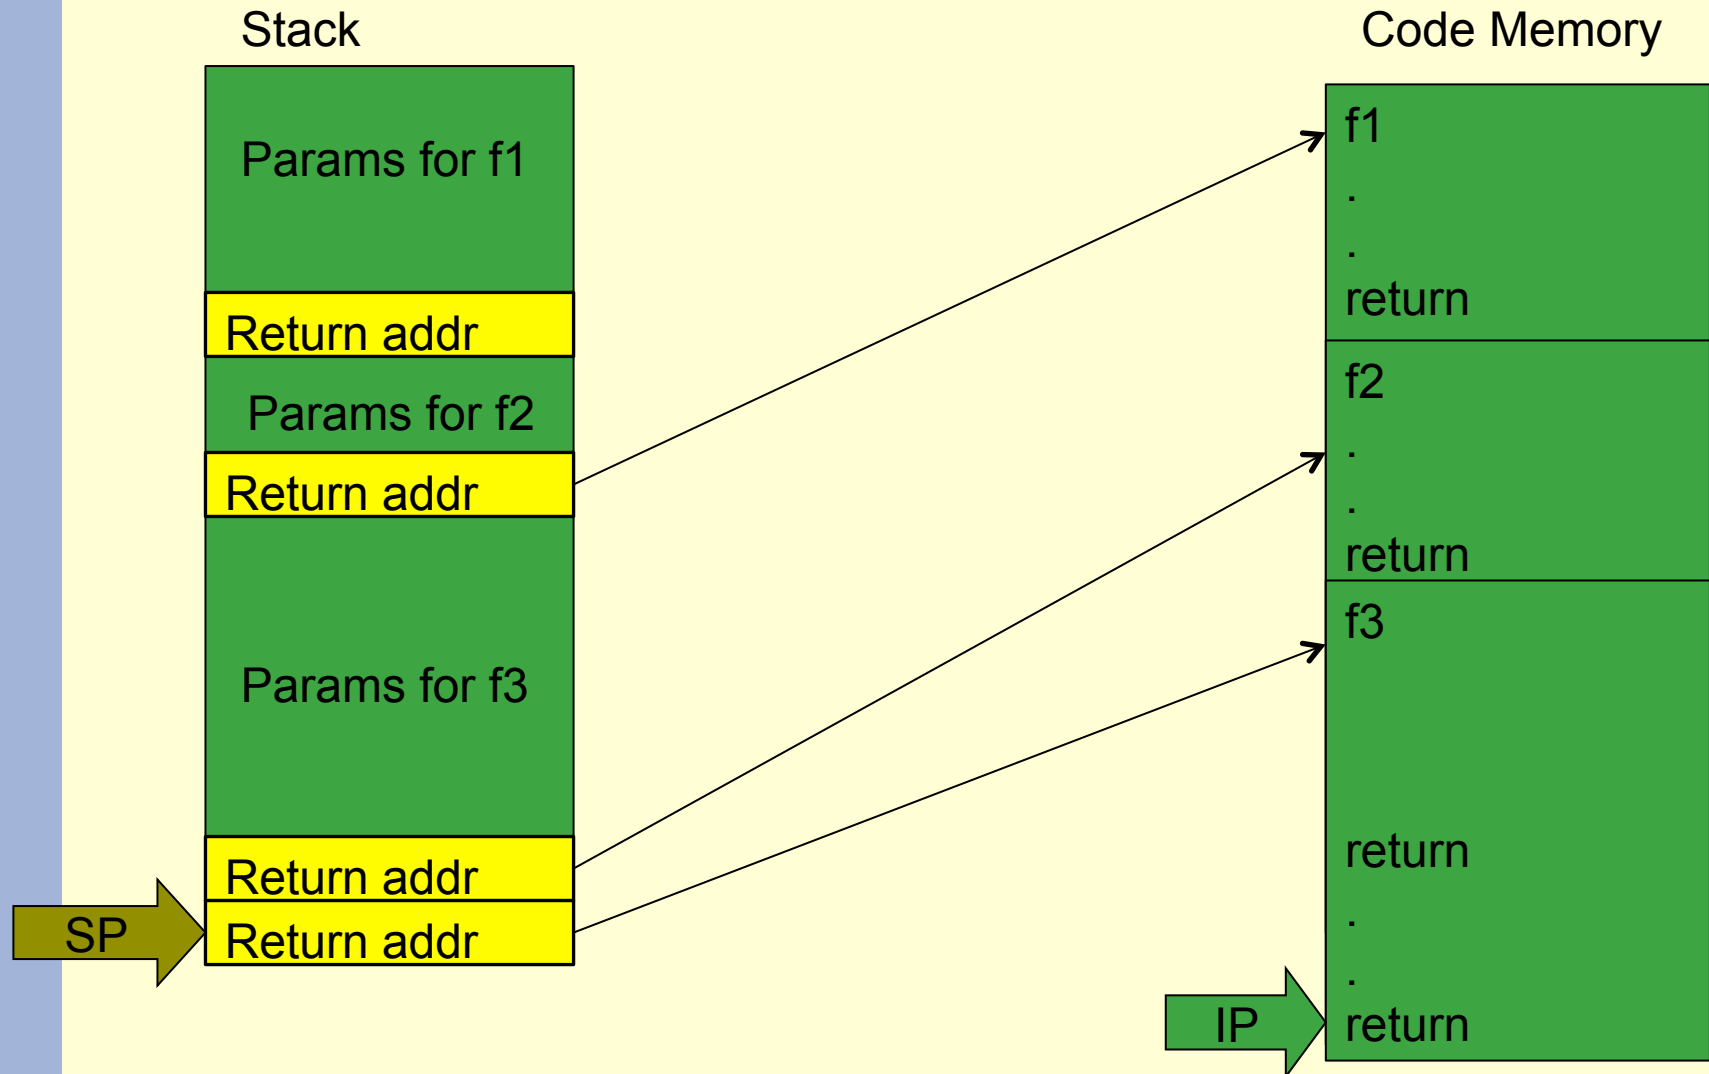 Stack
Params for f1
Return addr
Params for f2
Return addr
Params for f3
Return addr
SP
Return addr
Code Memory
f1
.
.
return
f2
.
.
return
f3
return
.
.
IP
return